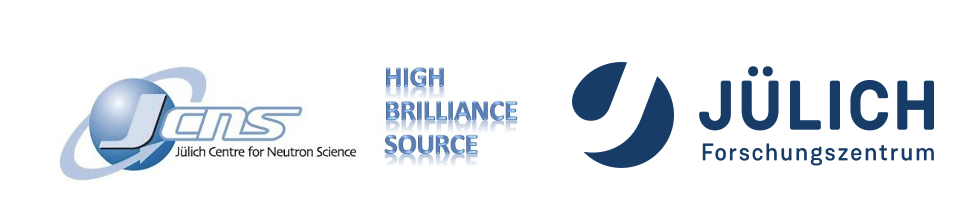 Jcns
Jülich Centre for Neutron Science
HIGH
BRILLIANCE
SOURCE
JÜLICH
Forschungszentrum